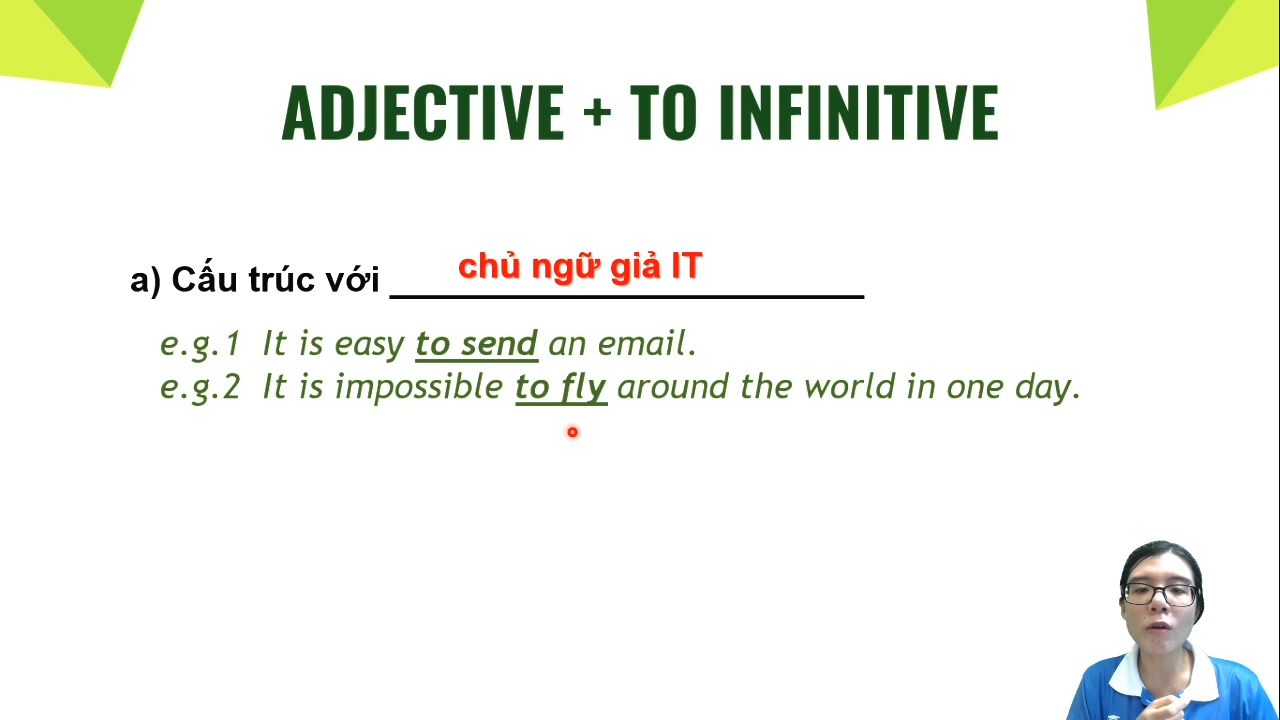 ADJECTIVE + TO INFINITIVE
a) Cấu trúc với chủ ngữ giả IT
e.g.1 It is easy to send an email.
e.g.2 It is impossible to fly around the world in one day.